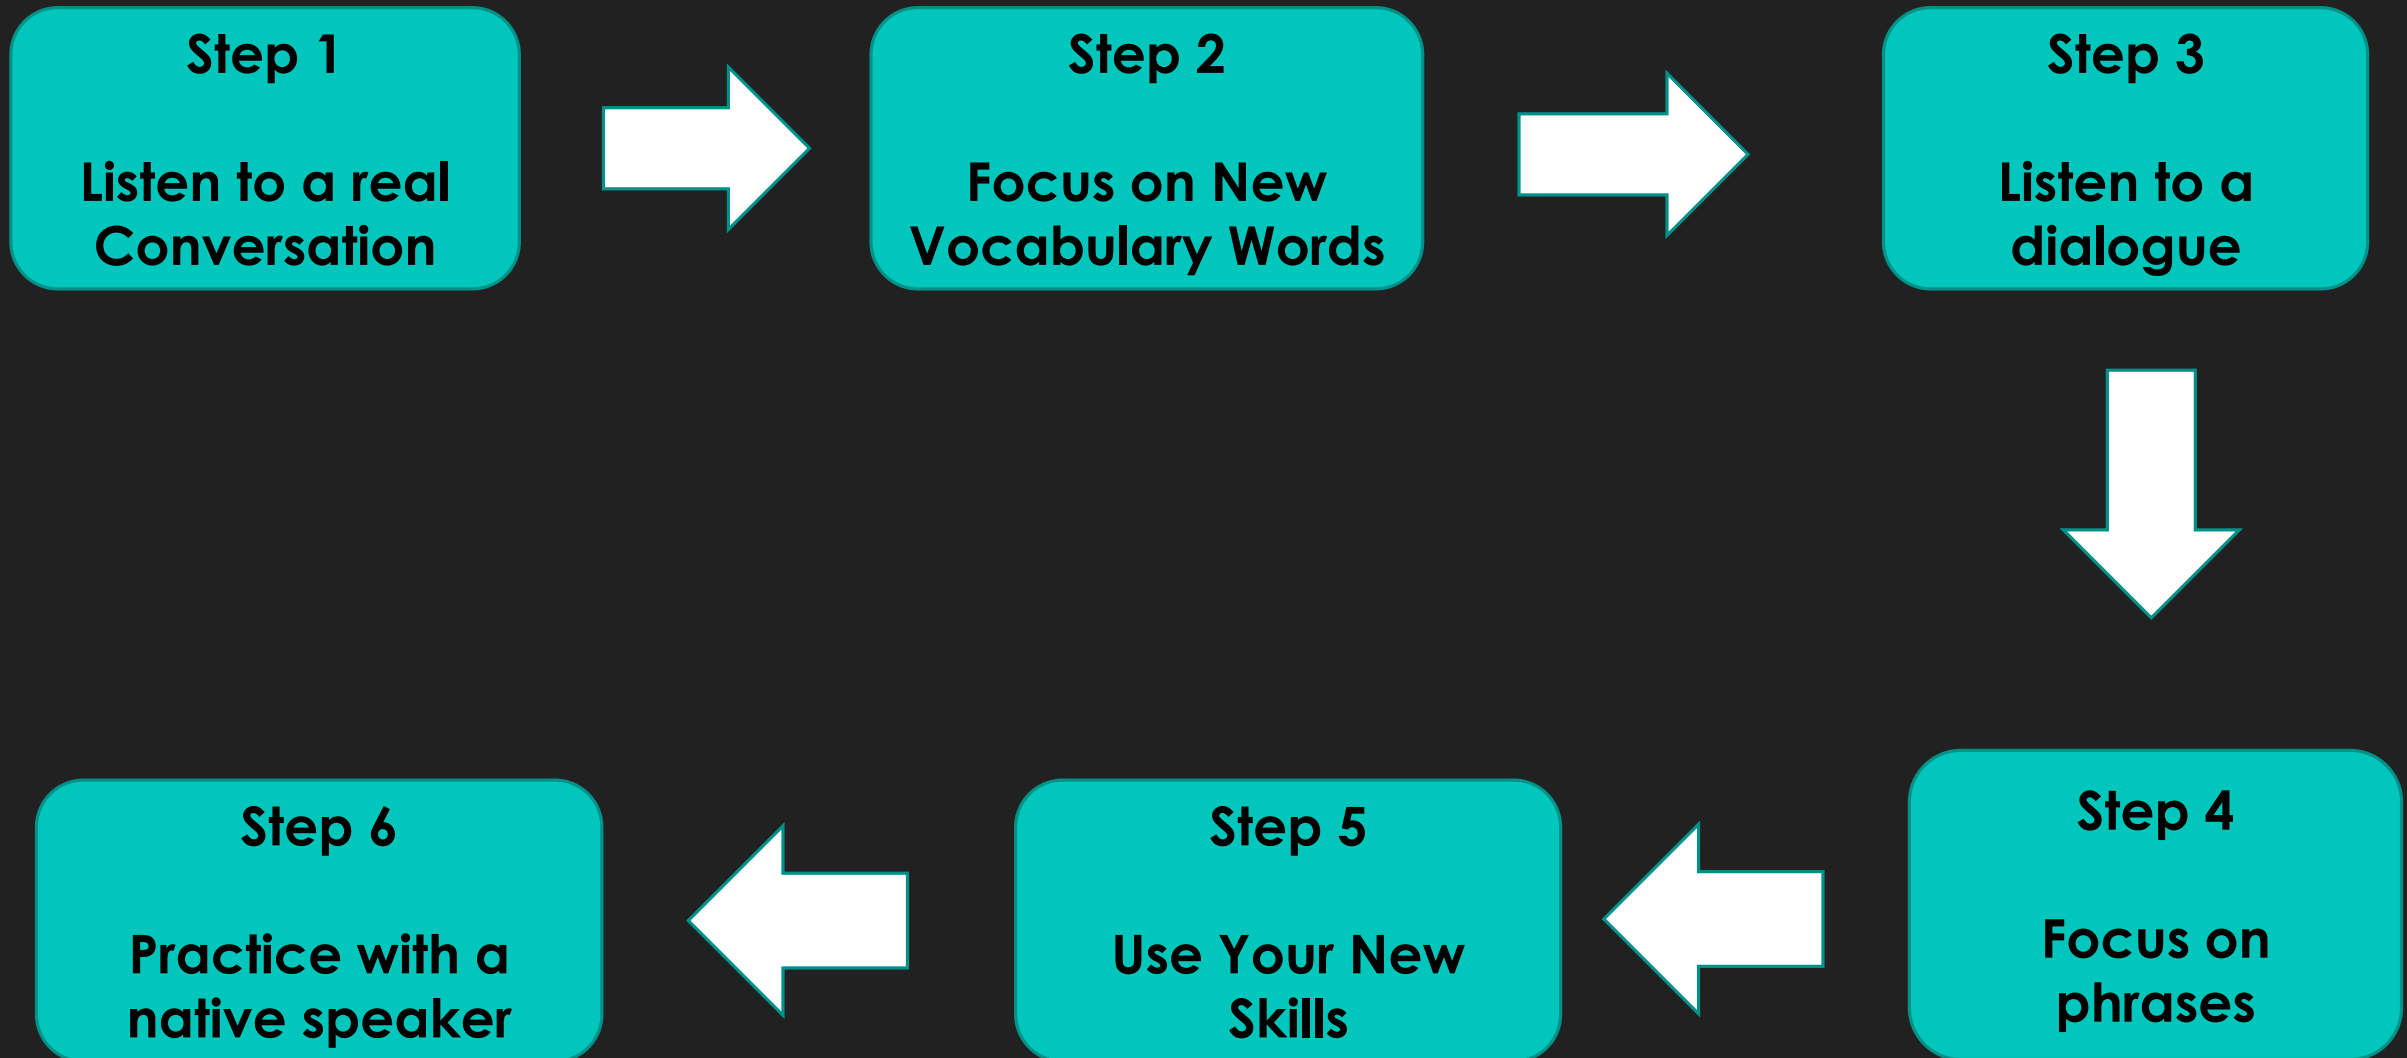 Step 1
Listen to a real
Conversation
Step 2
Focus on New
Vocabulary Words
Step 3
Listen to a
dialogue
Step 4
Focus on
phrases
Step 5
Use Your New
Skills
Step 6
Practice with a
native speaker